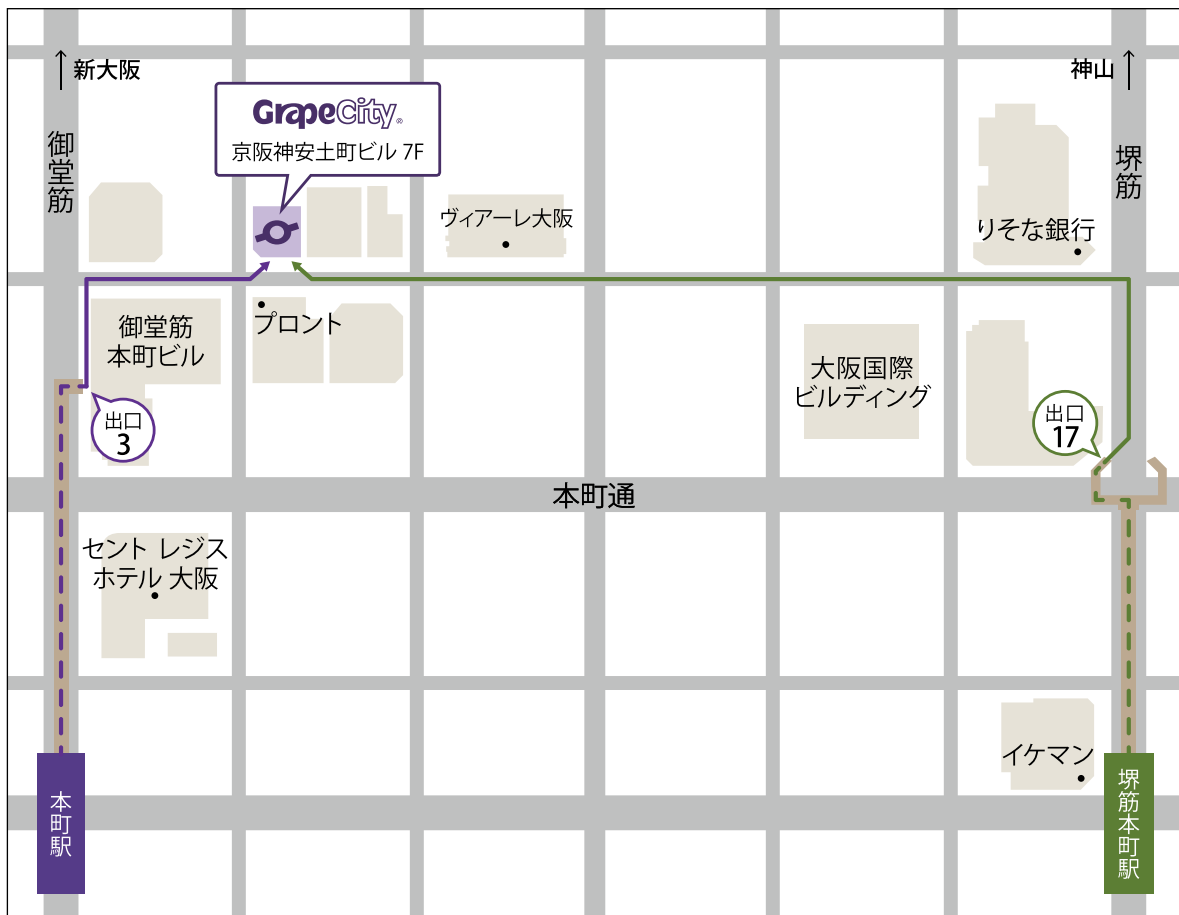 新大阪
神山
GrapeCity®
京阪神安土町ビル 7F
御堂筋
堺筋
ヴィアーレ大阪
りそな銀行
御堂筋
本町ビル
プロント
大阪国際
ビルディング
出口
3
出口
17
本町通
セント レジス
ホテル 大阪
イケマン
本町駅
堺筋本町駅